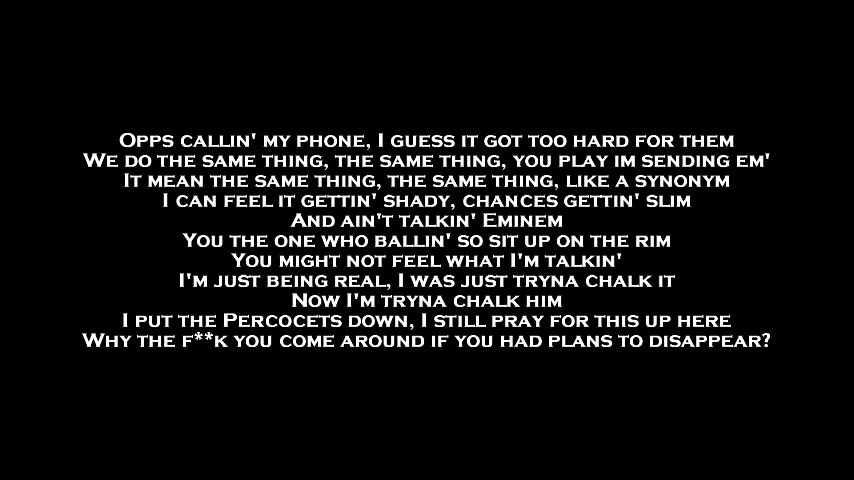 Opps callin' my phone, I guess it got too hard for them
We do the same thing, the same thing, you play im sending em'
It mean the same thing, the same thing, like a synonym
I can feel it gettin' shady, chances gettin' slim
And ain't talkin' Eminem
You the one who ballin' so sit up on the rim
You might not feel what I'm talkin'
I'm just being real, I was just tryna chalk it
Now I'm tryna chalk him
I put the Percocets down, I still pray for this up here
Why the f**k you come around if you had plans to disappear?